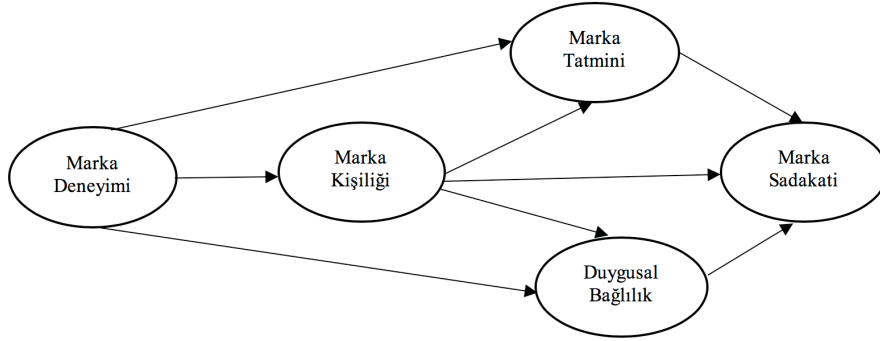 Marka
Tatmini
Marka
Deneyimi
Marka
Kişiliği
Marka
Sadakati
Duygusal
Bağlılık